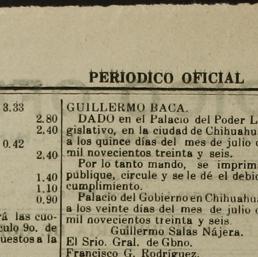 PERIODICO OFICIAL
3.33
2.80
2.40
0.42
2,40
1.40
1.10
0.90
rá las cuo-
culo 9o. de
uestos a la
GUILLERMO BACA.
DADO en el Palacio del Poder L
gislativo, en la ciudad de Chihuahu
a los quince días del mes de julio d
mil novecientos treinta y seis.
Por lo tanto mando, se imprim
publique, circule y se le dé el debid
cumplimiento.
Palacio del Gobierno en Chihuahu
a los veinte días del mes de julio d
mil novecientos treinta y seis.
Guillermo Salas Nájera.
El Srio. Gral. de Gbno.
Francisco G. Rodríguez.